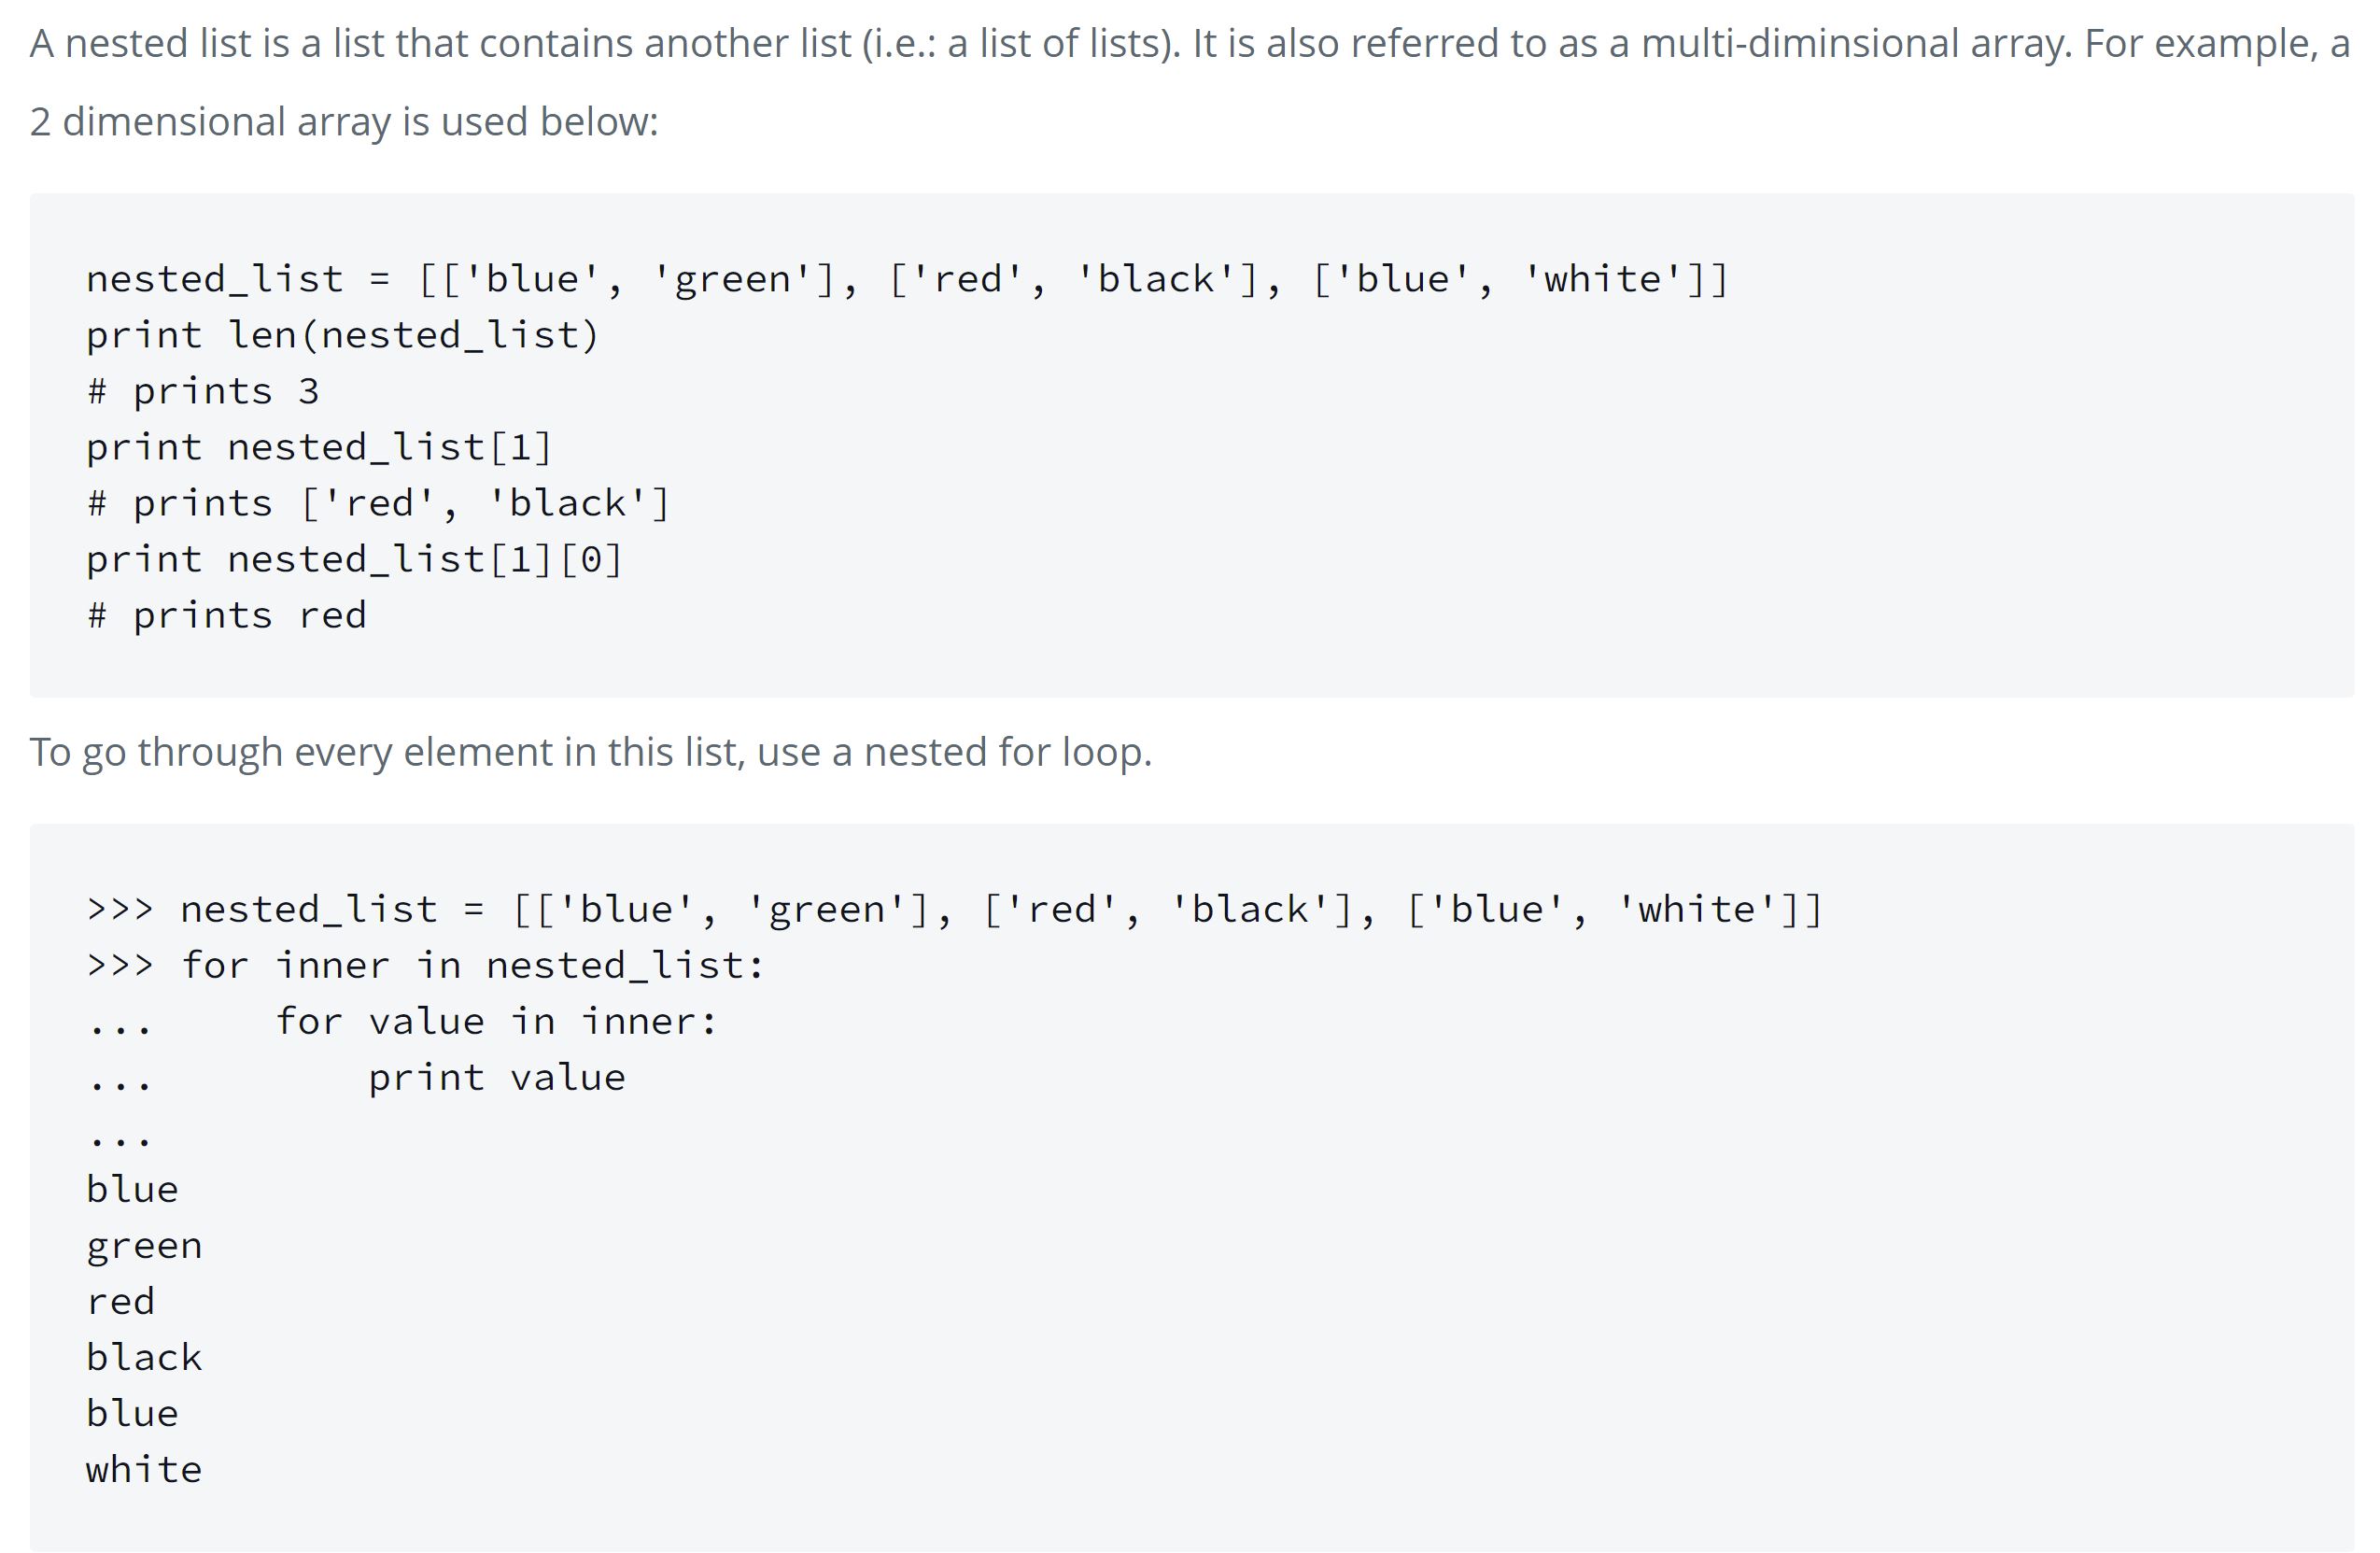 A nested list is a list that contains another list (i.e.: a list of lists). It is also referred to as a multi-diminsional array. For example, a
2 dimensional array is used below:
nested_list = [['blue', 'green'], ['red', 'black'], ['blue', 'white']]
print len(nested_list)
# prints 3
print nested_list[1]
# prints ['red', 'black']
print nested_list[1][0]
# prints red
To go through every element in this list, use a nested for loop.
>>> nested_list = [['blue', 'green'], ['red', 'black'], ['blue', 'white']]
>>> for inner in nested_list:
...     for value in inner:
...         print value
...
blue
green
red
black
blue
white